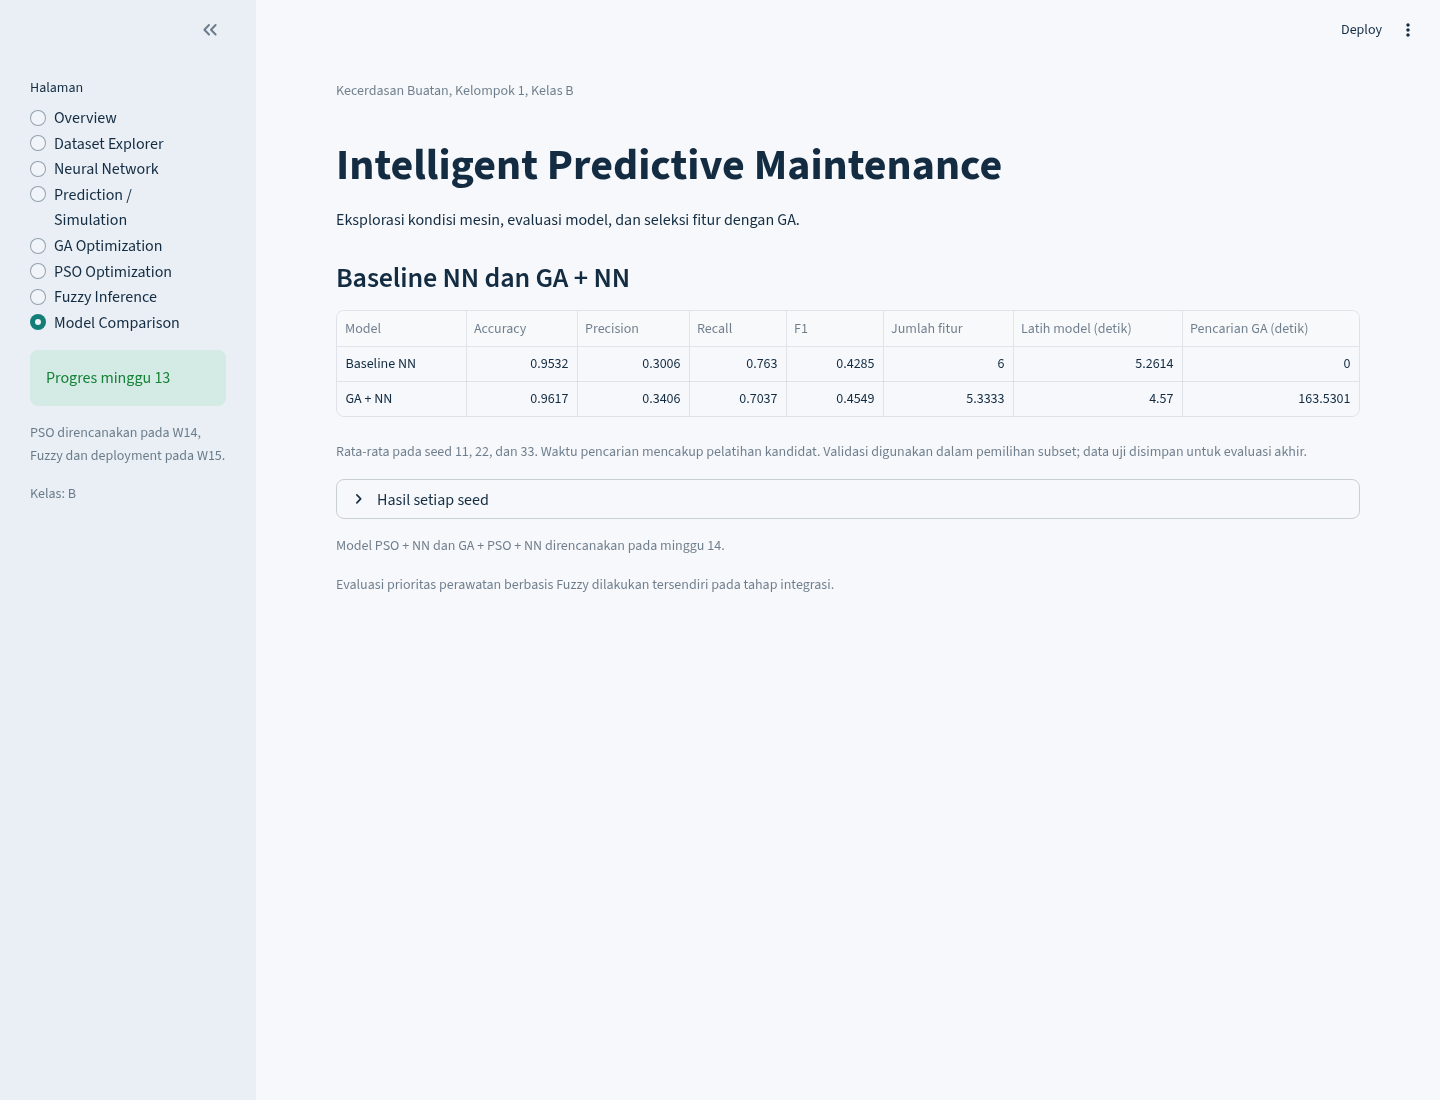 Deploy
Halaman
Overview
Dataset Explorer
Neural Network
Prediction /
Simulation
GA Optimization
PSO Optimization
Fuzzy Inference
Model Comparison
Progres minggu 13
PSO direncanakan pada W14,
Fuzzy dan deployment pada W15.
Kelas: B
Kecerdasan Buatan, Kelompok 1, Kelas B
Intelligent Predictive Maintenance
Eksplorasi kondisi mesin, evaluasi model, dan seleksi fitur dengan GA.
Baseline NN dan GA + NN
Model Accuracy Precision Recall F1 Jumlah fitur Latih model (detik) Pencarian GA (detik)
Baseline NN 0.9532 0.3006 0.763 0.4285 6 5.2614 0
GA + NN 0.9617 0.3406 0.7037 0.4549 5.3333 4.57 163.5301
Rata-rata pada seed 11, 22, dan 33. Waktu pencarian mencakup pelatihan kandidat. Validasi digunakan dalam pemilihan subset; data uji disimpan untuk evaluasi akhir.
Hasil setiap seed
Model PSO + NN dan GA + PSO + NN direncanakan pada minggu 14.
Evaluasi prioritas perawatan berbasis Fuzzy dilakukan tersendiri pada tahap integrasi.